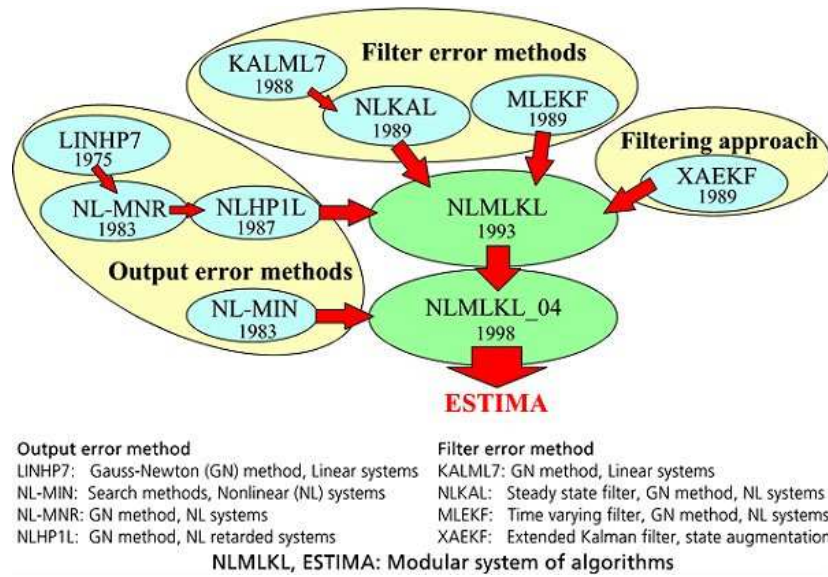 Filter error methods
KALML7
1988
NLKAL
1989
MLEKF
1989
Filtering approach
XAEKF
1989
LINHP7
1975
NL-MNR
1983
NLHP1L
1987
Output error methods
NL-MIN
1983
NLMLKL
1993
NLMLKL_04
1998
ESTIMA
Output error method
LINHP7: Gauss-Newton (GN) method, Linear systems
NL-MIN: Search methods, Nonlinear (NL) systems
NL-MNR: GN method, NL systems
NLHP1L: GN method, NL retarded systems
Filter error method
KALML7: GN method, Linear systems
NLKAL: Steady state filter, GN method, NL systems
MLEKF: Time varying filter, GN method, NL systems
XAEKF: Extended Kalman filter, state augmentation
NLMLKL, ESTIMA: Modular system of algorithms